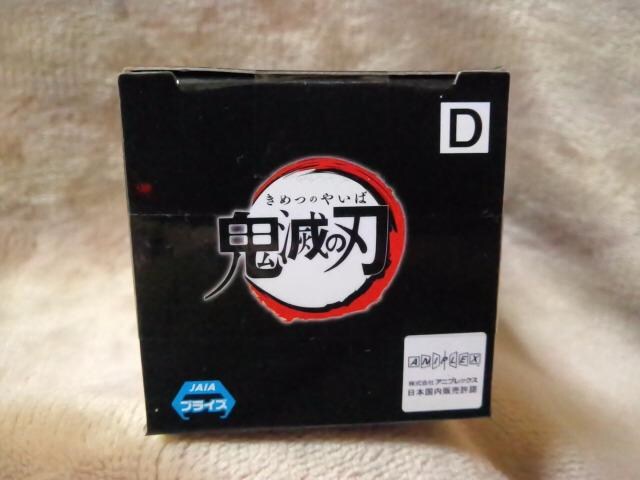 D
きめつのやいば
鬼滅の刃
ANIPLEX
株式会社 アニプレックス
日本国内販売許諾
JAIA
プライズ